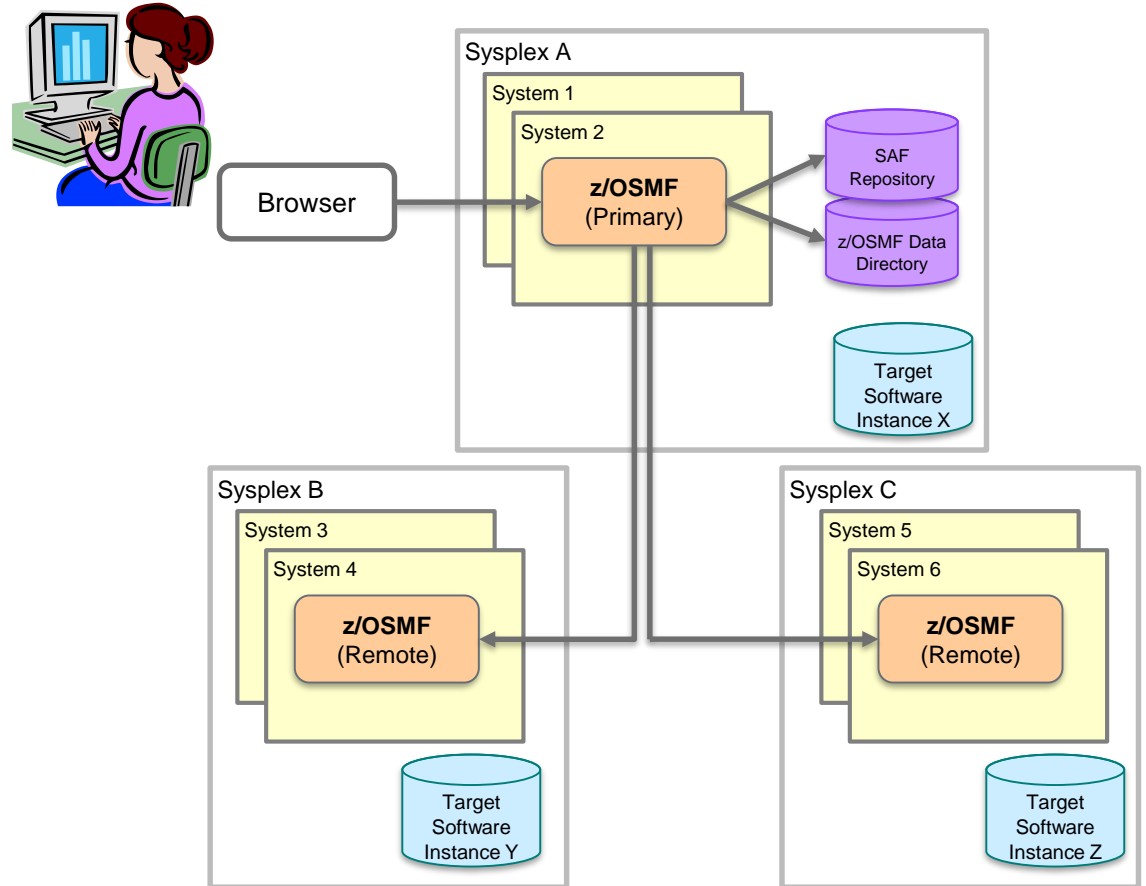 Sysplex A
System 1
System 2
z/OSMF
(Primary)
SAF
Repository
z/OSMF Data
Directory
Browser
Target
Software
Instance X
Sysplex B
System 3
System 4
z/OSMF
(Remote)
Target
Software
Instance Y
Sysplex C
System 5
System 6
z/OSMF
(Remote)
Target
Software
Instance Z